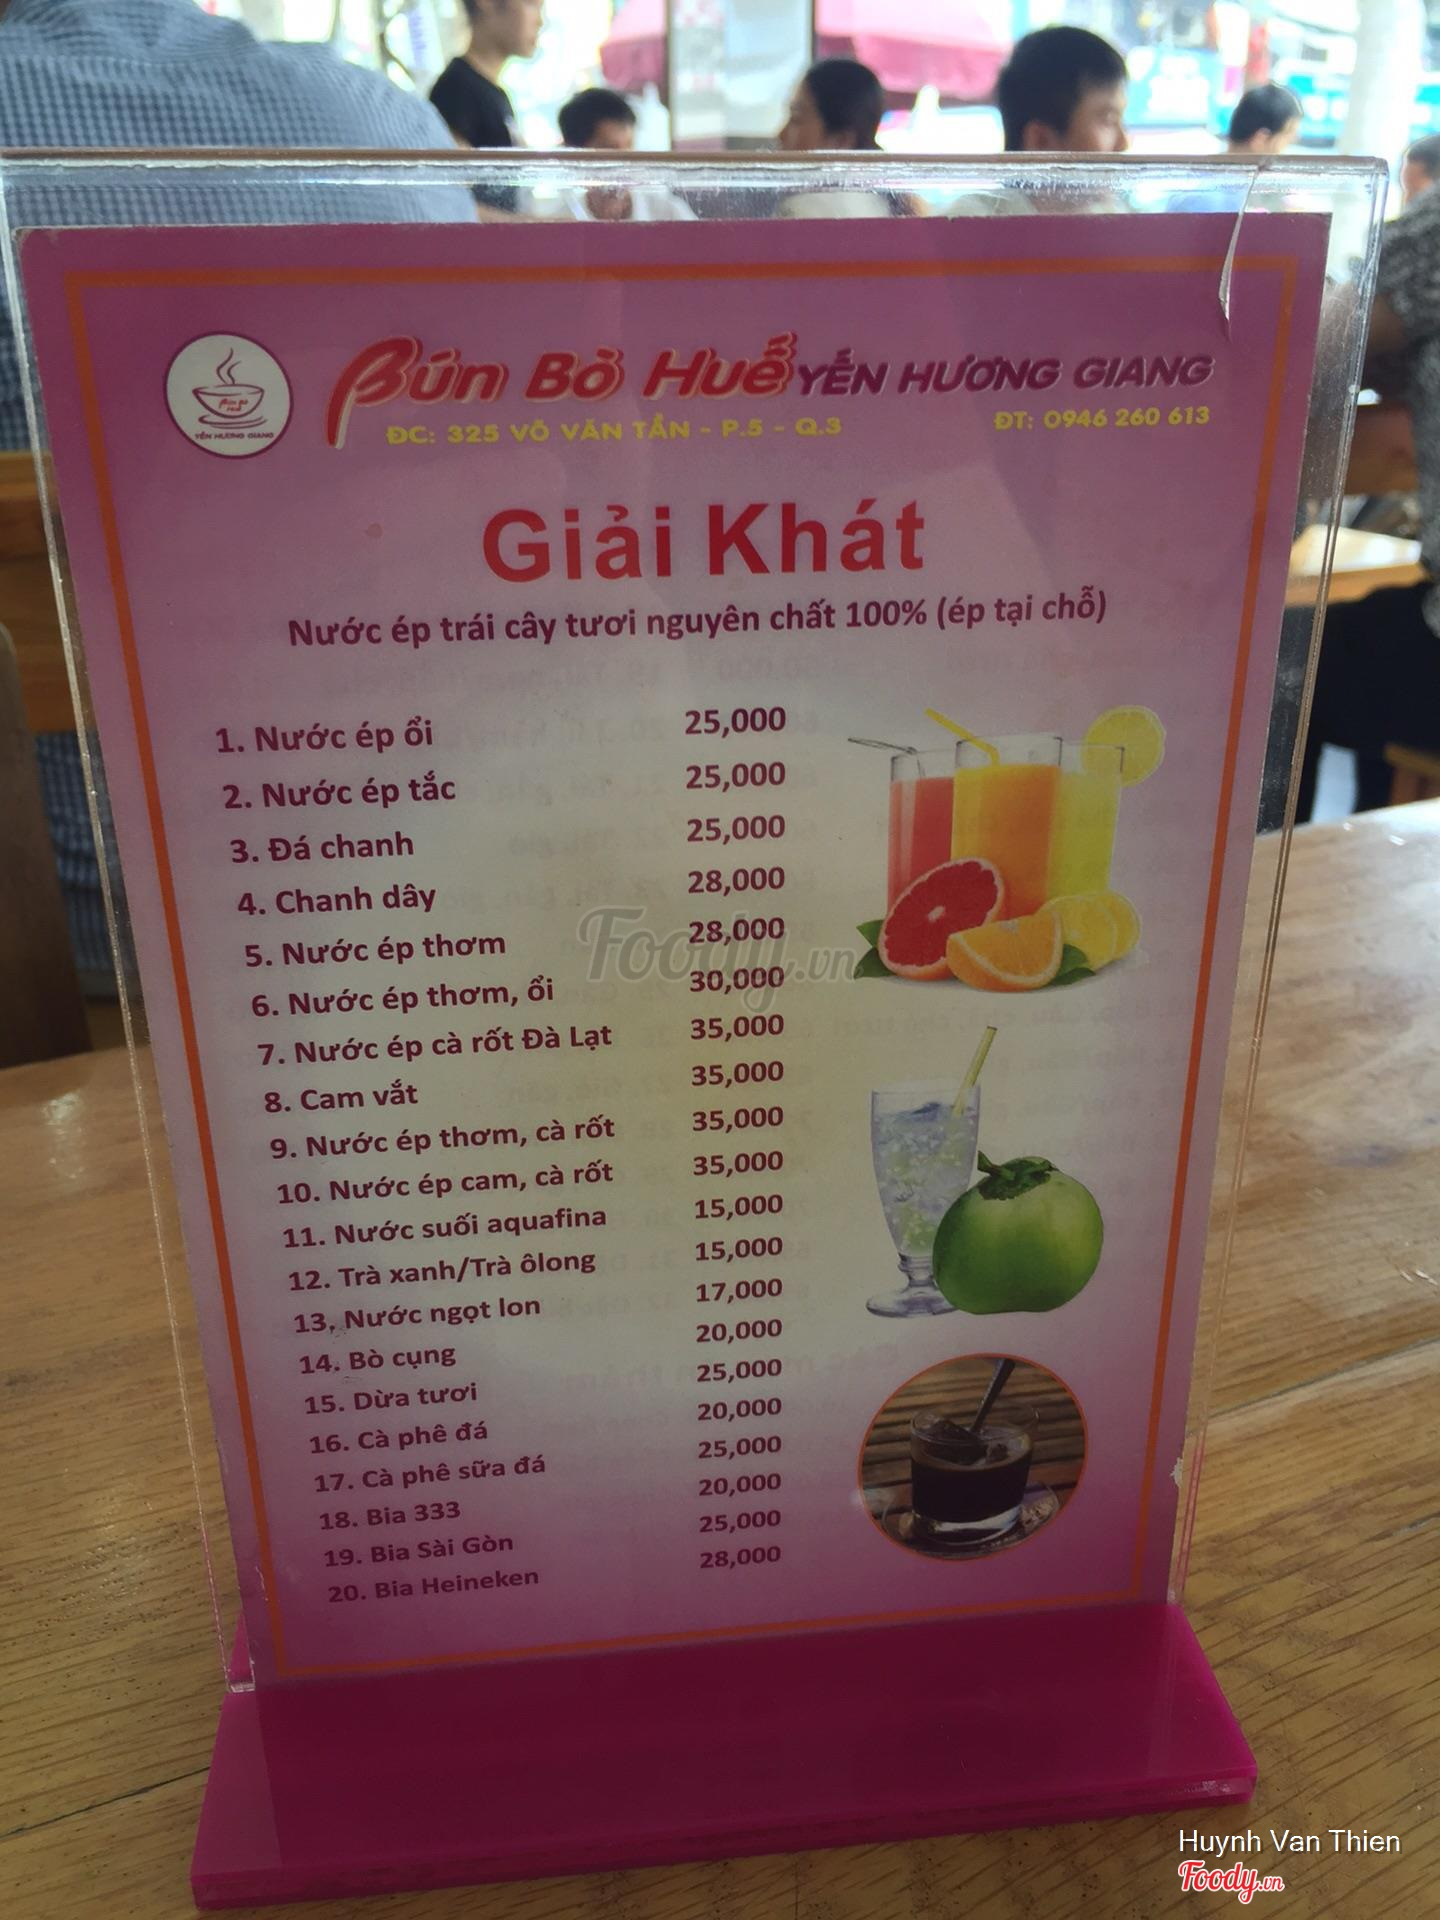 Bún Bò Huế YẾN HƯƠNG GIANG
BÚN BÒ HUẾ
YẾN HƯƠNG GIANG
ĐC: 325 VÕ VĂN TẦN - P.5 - Q.3 ĐT: 0946 260 613
Giải Khát
Nước ép trái cây tươi nguyên chất 100% (ép tại chỗ)
1. Nước ép ổi 25,000
2. Nước ép tắc 25,000
3. Đá chanh 25,000
4. Chanh dây 28,000
5. Nước ép thơm 28,000
6. Nước ép thơm, ổi 30,000
7. Nước ép cà rốt Đà Lạt 35,000
8. Cam vắt 35,000
9. Nước ép thơm, cà rốt 35,000
10. Nước ép cam, cà rốt 35,000
11. Nước suối aquafina 15,000
12. Trà xanh/Trà ôlong 15,000
13. Nước ngọt lon 17,000
14. Bò cụng 20,000
15. Dừa tươi 25,000
16. Cà phê đá 20,000
17. Cà phê sữa đá 25,000
18. Bia 333 20,000
19. Bia Sài Gòn 25,000
20. Bia Heineken 28,000
Foody.vn
Huynh Van Thien
Foody.vn